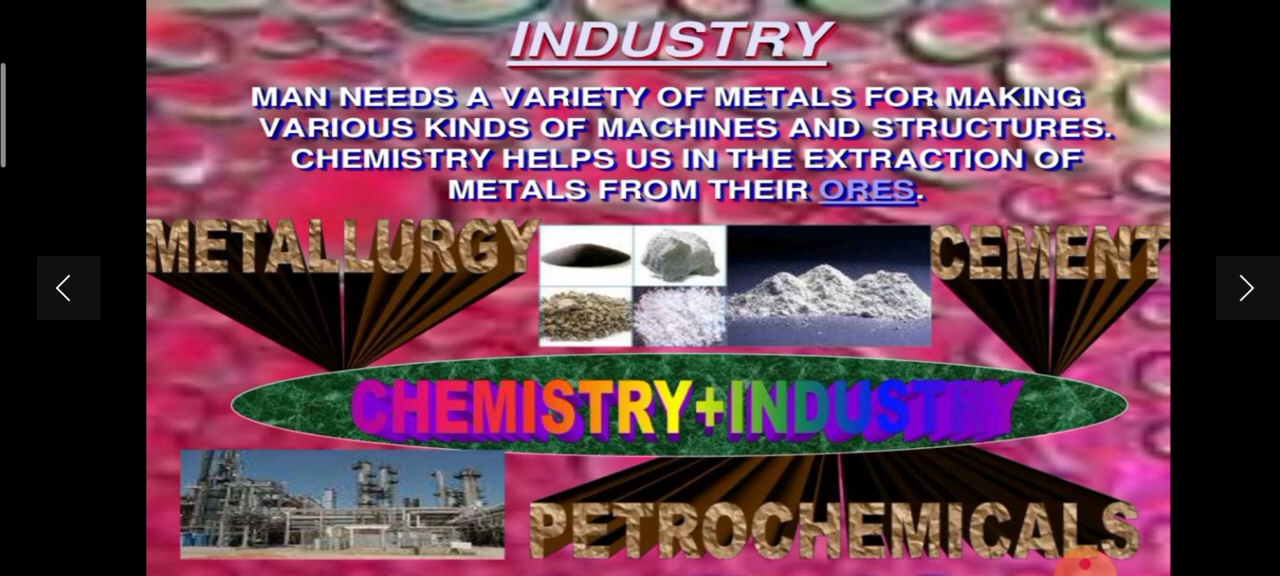 INDUSTRY
MAN NEEDS A VARIETY OF METALS FOR MAKING
VARIOUS KINDS OF MACHINES AND STRUCTURES.
CHEMISTRY HELPS US IN THE EXTRACTION OF
METALS FROM THEIR ORES.
METALLURGY
CEMENT
CHEMISTRY+INDUSTRY
PETROCHEMICALS